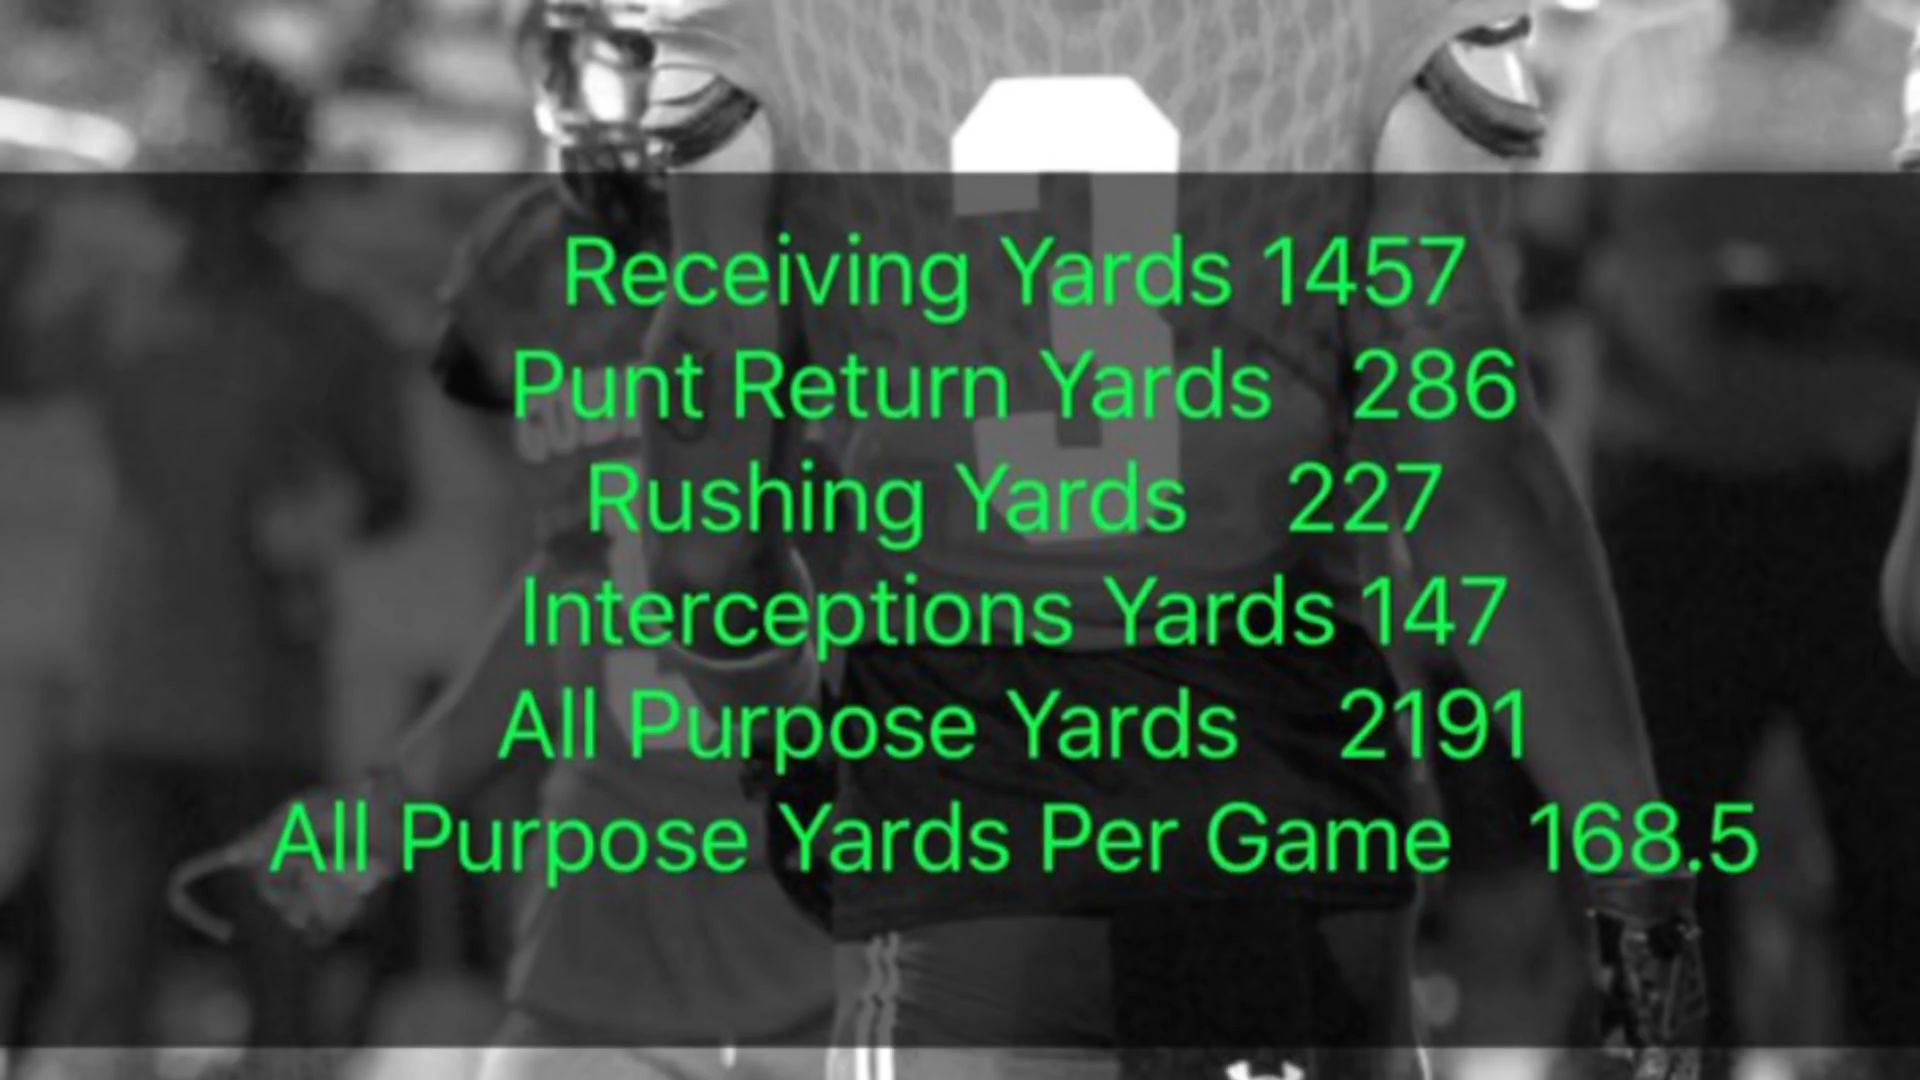 3
Receiving Yards 1457
Punt Return Yards 286
Rushing Yards 227
Interceptions Yards 147
All Purpose Yards 2191
All Purpose Yards Per Game 168.5